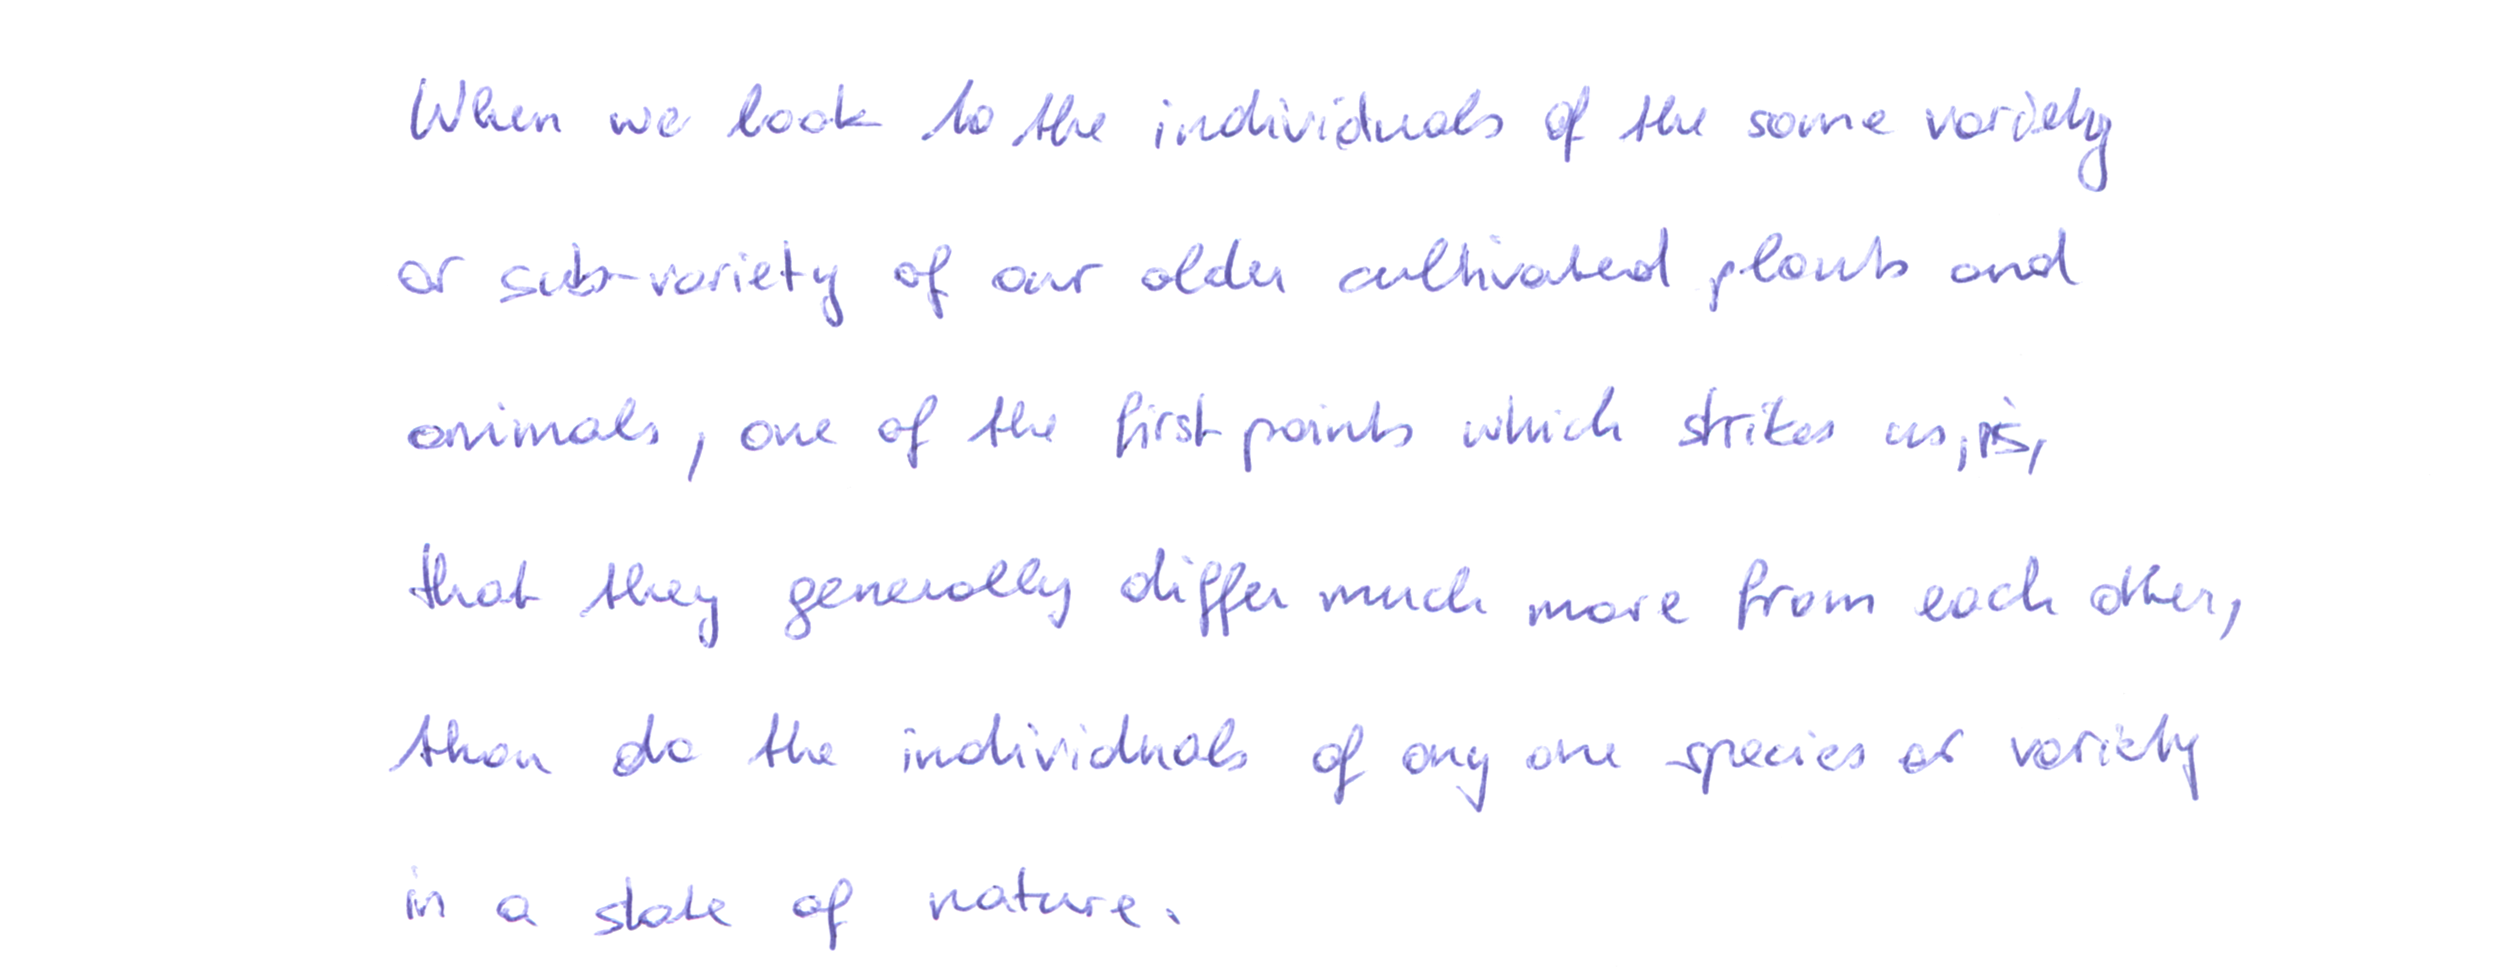 When we look to the individuals of the same variety
or sub-variety of our older cultivated plants and
animals, one of the first points which strikes us, is,
that they generally differ much more from each other,
than do the individuals of any one species or variety
in a state of nature.